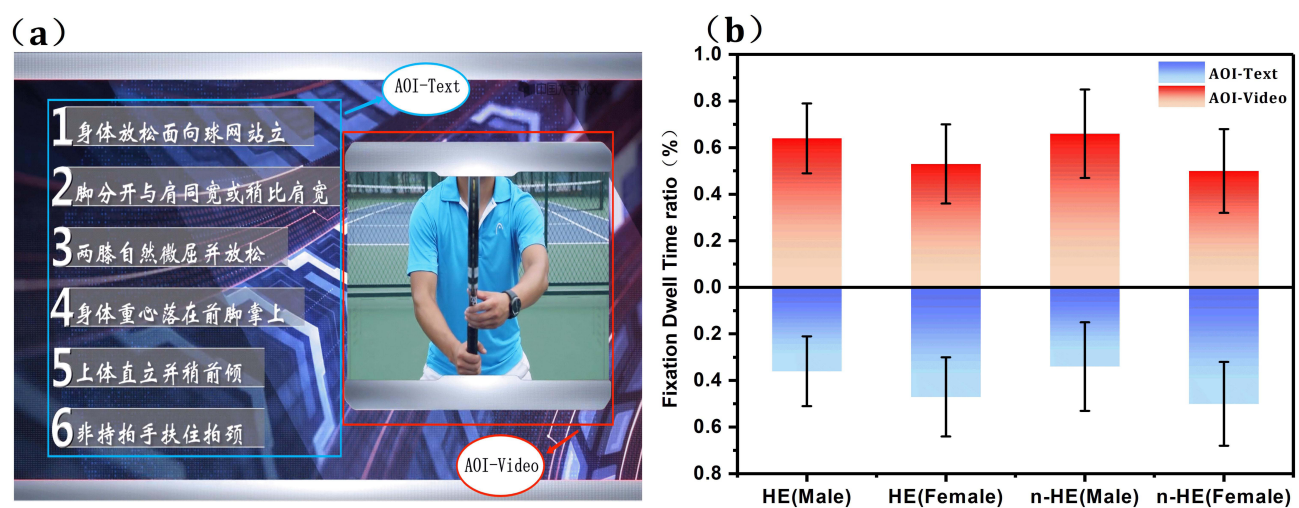 (a)
AOI-Text
1身体放松面向球网站立
2脚分开与肩同宽或稍比肩宽
3两膝自然微屈并放松
4身体重心落在前脚掌上
5上体直立并稍前倾
6非持拍手扶住拍颈
AOI-Video
(b)
1.0
0.8
0.6
0.4
0.2
0.0
0.2
0.4
0.6
0.8
Fixation Dwell Time ratio (%)
AOI-Text
AOI-Video
HE(Male)
HE(Female)
n-HE(Male)
n-HE(Female)